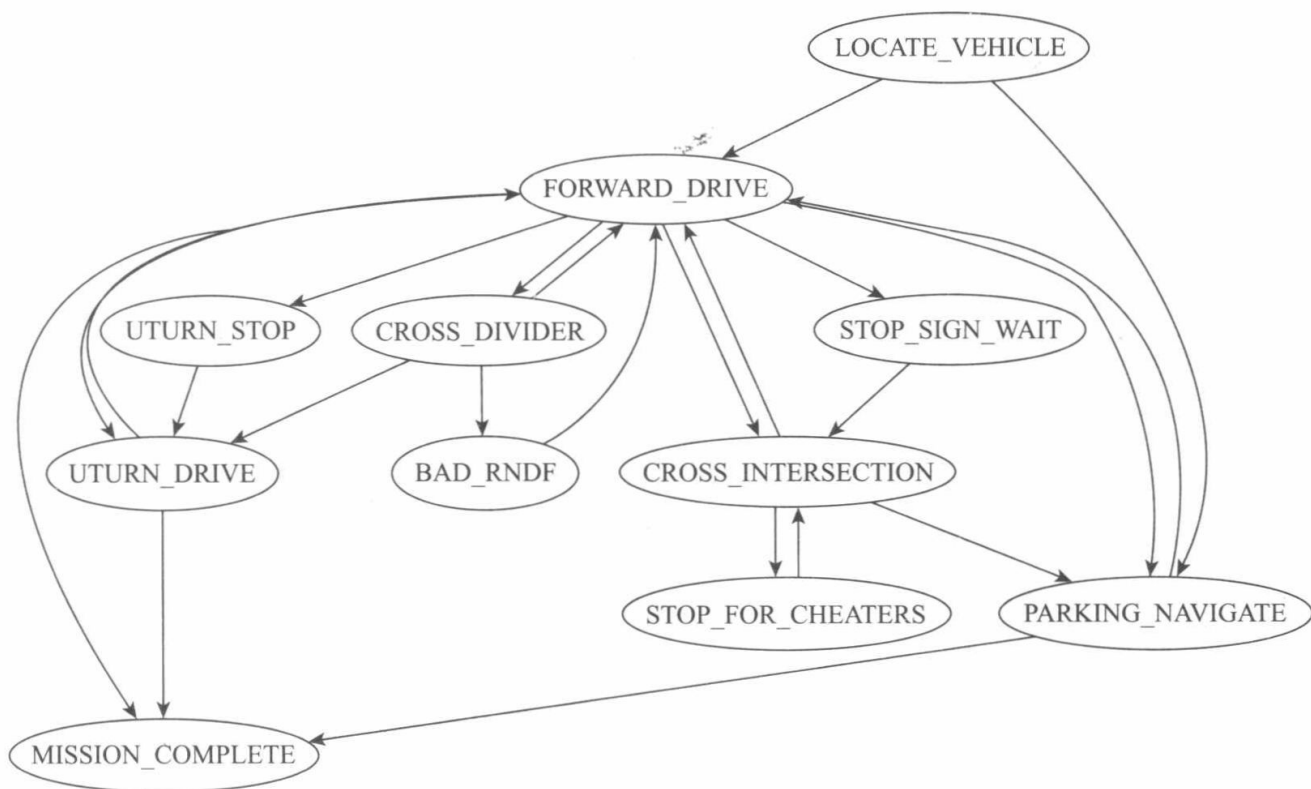 LOCATE_VEHICLE
FORWARD_DRIVE
UTURN_STOP
CROSS_DIVIDER
STOP_SIGN_WAIT
UTURN_DRIVE
BAD_RNDF
CROSS_INTERSECTION
STOP_FOR_CHEATERS
PARKING_NAVIGATE
MISSION_COMPLETE